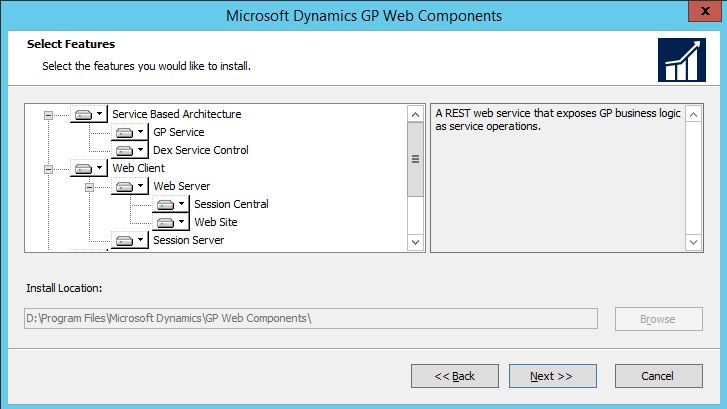 Microsoft Dynamics GP Web Components
x
Select Features
Select the features you would like to install.
Service Based Architecture
GP Service
Dex Service Control
Web Client
Web Server
Session Central
Web Site
Session Server
A REST web service that exposes GP business logic
as service operations.
Install Location:
D:\Program Files\Microsoft Dynamics\GP Web Components\
Browse
<< Back
Next >>
Cancel